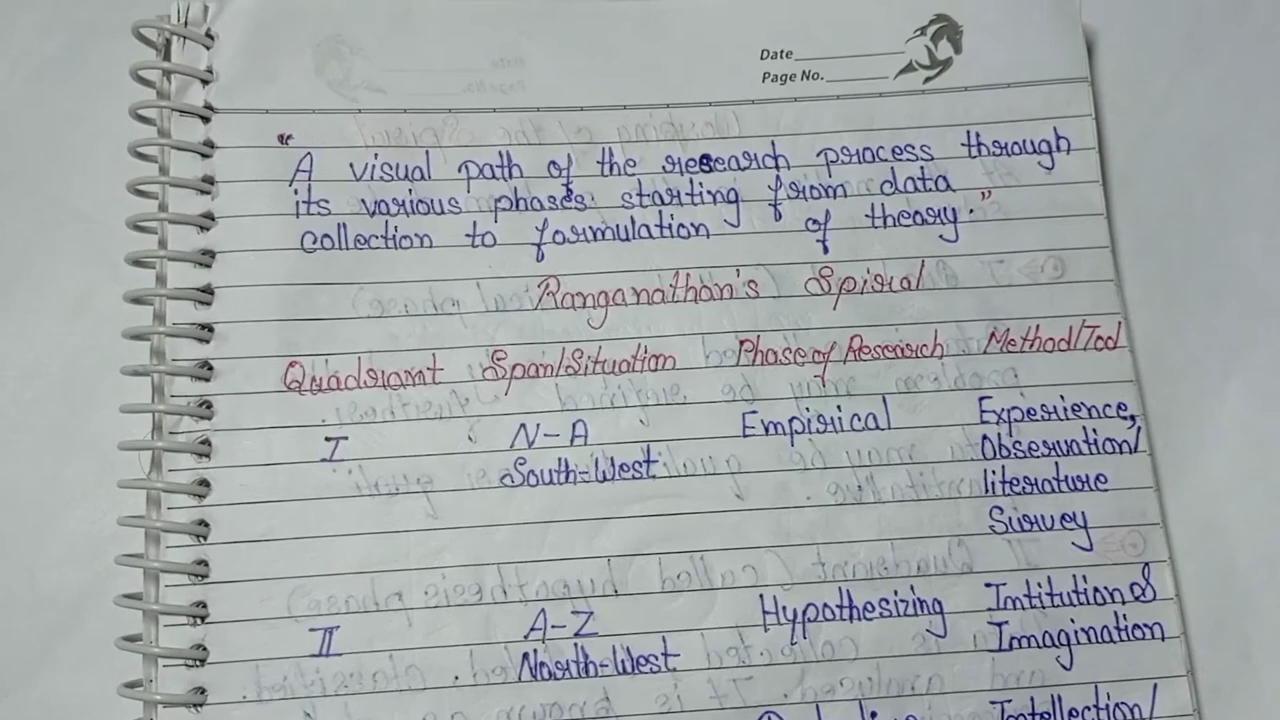 Date
Page No.
"A visual path of the research process through
its various phases starting from data
collection to formulation of theory."
Ranganathan's Spiral
Quadrant Span/Situation Phase of Research Method/Tool
I N-A Empirical Experience,
South-West Observation/
literature
Survey
II A-Z Hypothesizing Intitution &
North-West Imagination
Intellection/